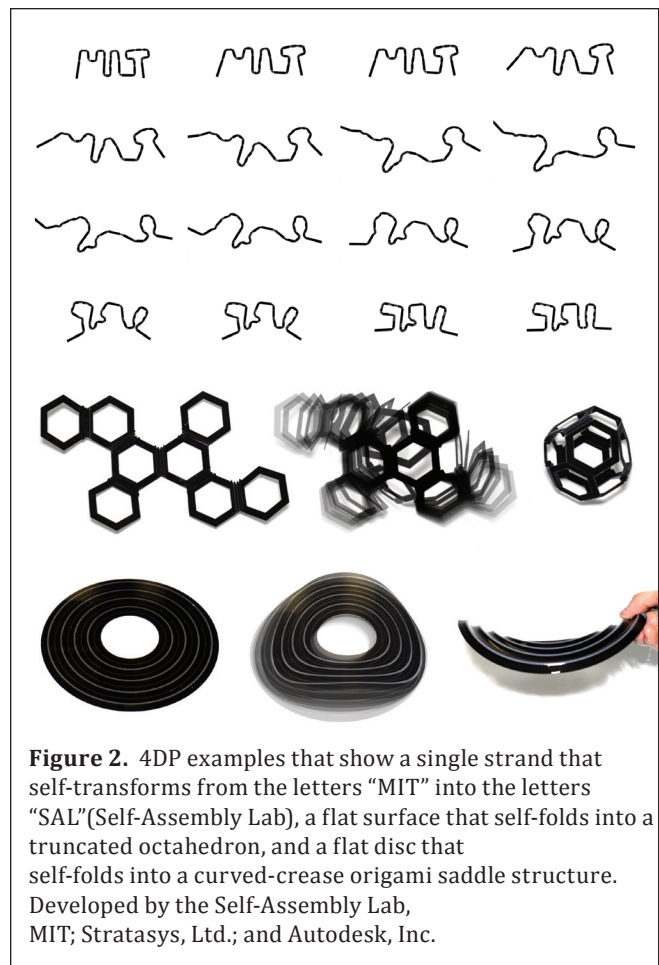 MIT
SAL
Figure 2. 4DP examples that show a single strand that
self-transforms from the letters “MIT” into the letters
“SAL”(Self-Assembly Lab), a flat surface that self-folds into a
truncated octahedron, and a flat disc that
self-folds into a curved-crease origami saddle structure.
Developed by the Self-Assembly Lab,
MIT; Stratasys, Ltd.; and Autodesk, Inc.